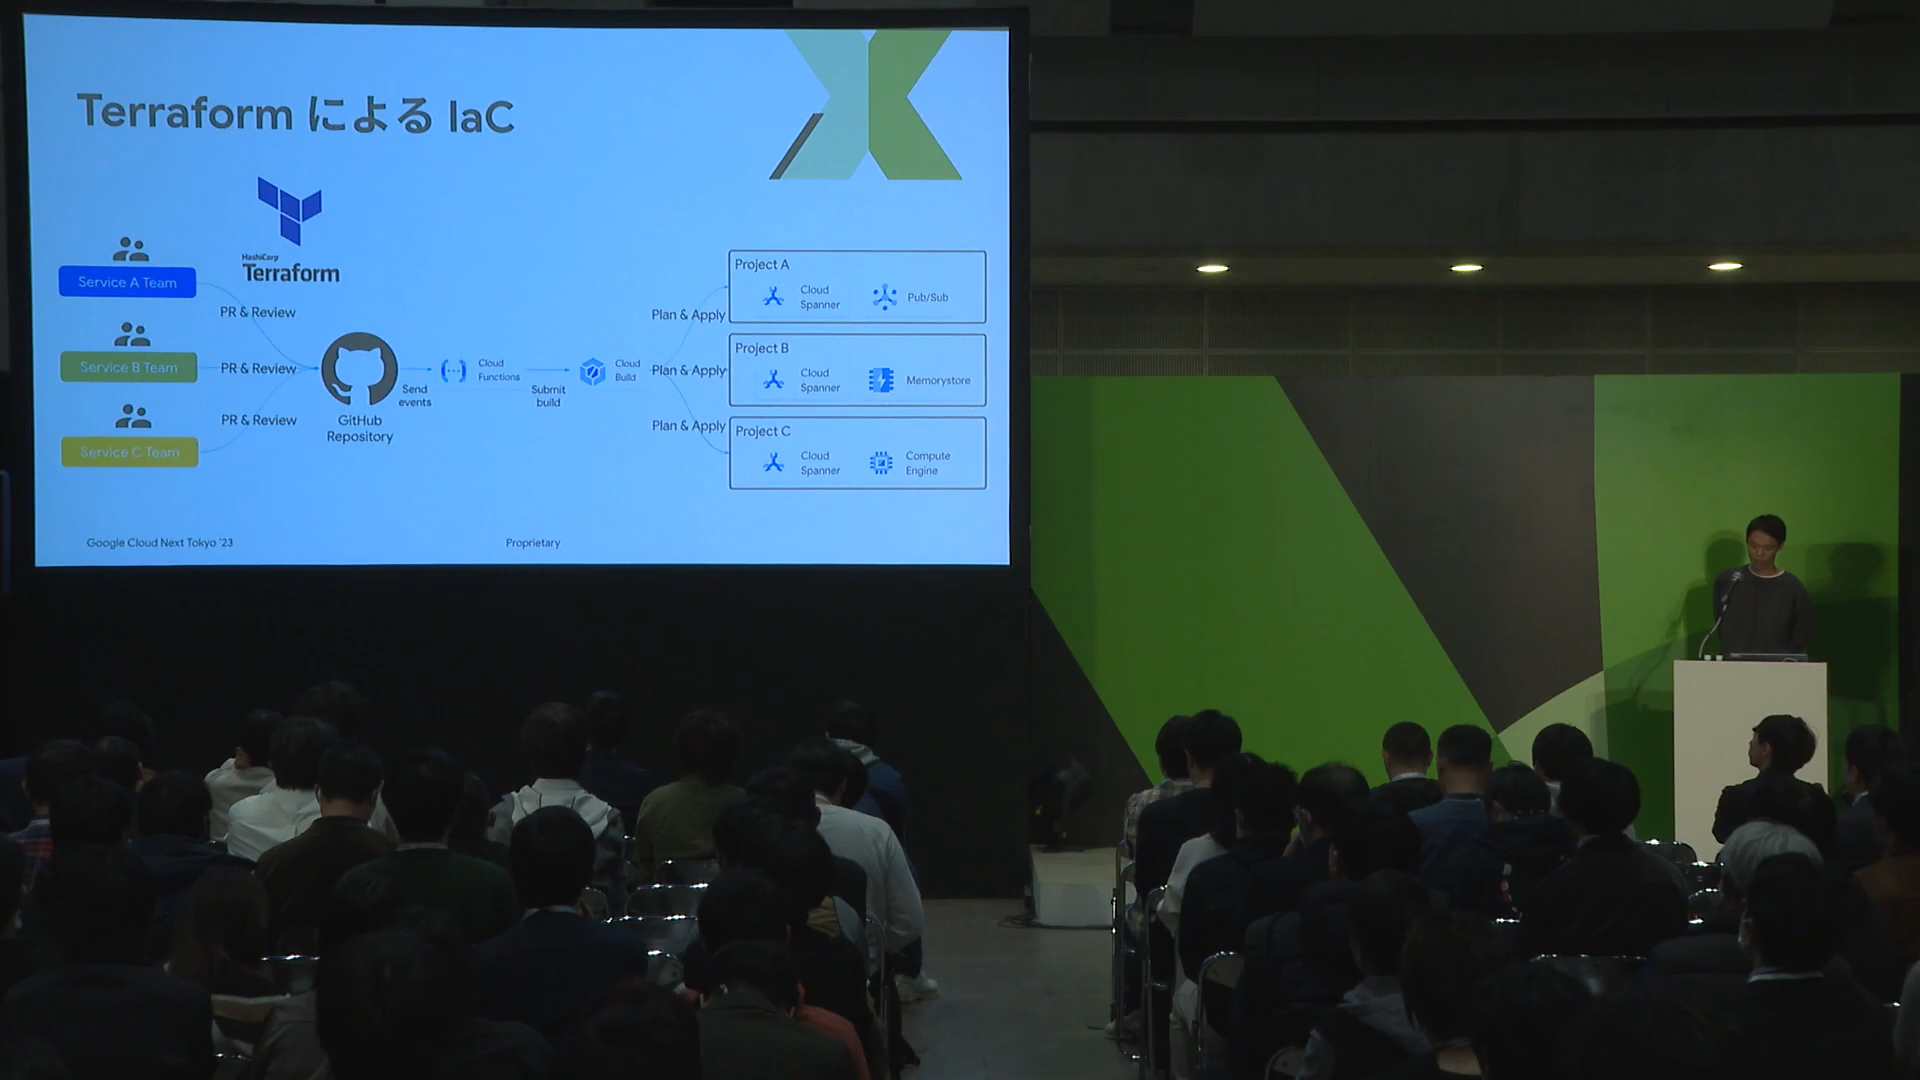 Terraform による IaC
HashiCorp
Terraform
Service A Team
PR & Review
Service B Team
PR & Review
Service C Team
PR & Review
GitHub
Repository
Send
events
Cloud
Functions
Submit
build
Cloud
Build
Plan & Apply
Plan & Apply
Plan & Apply
Project A
Cloud
Spanner
Pub/Sub
Project B
Cloud
Spanner
Memorystore
Project C
Cloud
Spanner
Compute
Engine
Google Cloud Next Tokyo '23
Proprietary